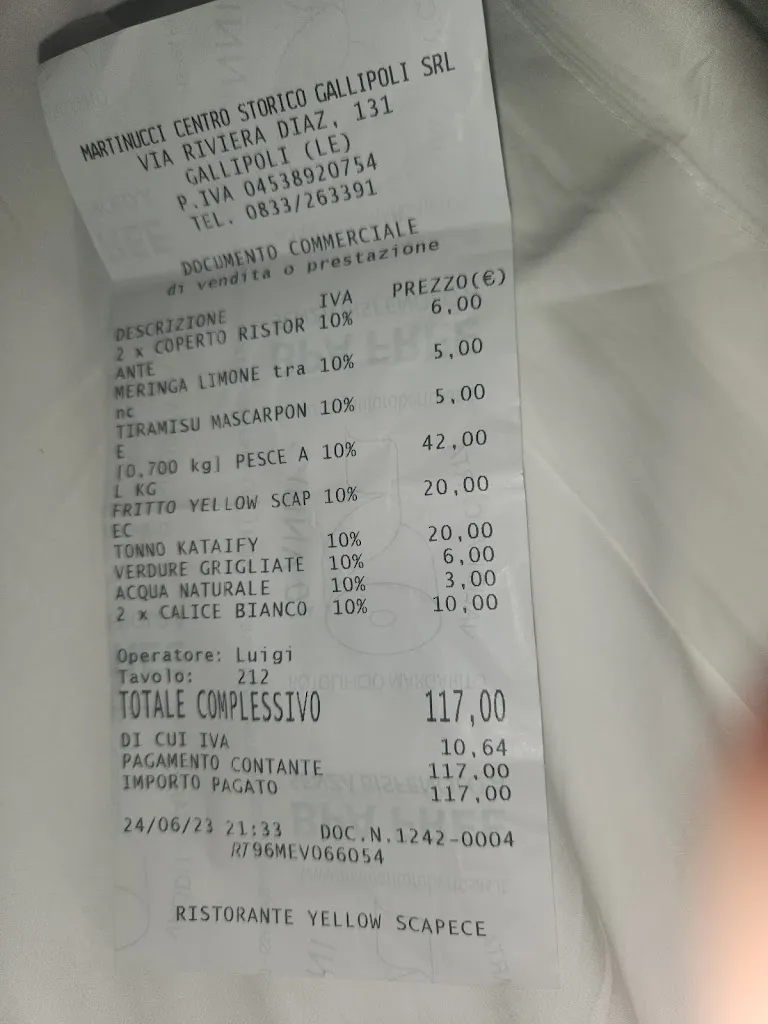 MARTINUCCI CENTRO STORICO GALLIPOLI SRL
VIA RIVIERA DIAZ, 131
GALLIPOLI (LE)
P.IVA 04538920754
TEL. 0833/263391
DOCUMENTO COMMERCIALE
di vendita o prestazione
DESCRIZIONE IVA PREZZO(€)
2 x COPERTO RISTOR 10% 6,00
ANTE
MERINGA LIMONE tra 10% 5,00
nc
TIRAMISU MASCARPON 10% 5,00
E
[0,700 kg] PESCE A 10% 42,00
L KG
FRITTO YELLOW SCAP 10% 20,00
EC
TONNO KATAIFY 10% 20,00
VERDURE GRIGLIATE 10% 6,00
ACQUA NATURALE 10% 3,00
2 x CALICE BIANCO 10% 10,00
Operatore: Luigi
Tavolo: 212
TOTALE COMPLESSIVO 117,00
DI CUI IVA 10,64
PAGAMENTO CONTANTE 117,00
IMPORTO PAGATO 117,00
24/06/23 21:33 DOC.N.1242-0004
RT96MEV066054
RISTORANTE YELLOW SCAPECE